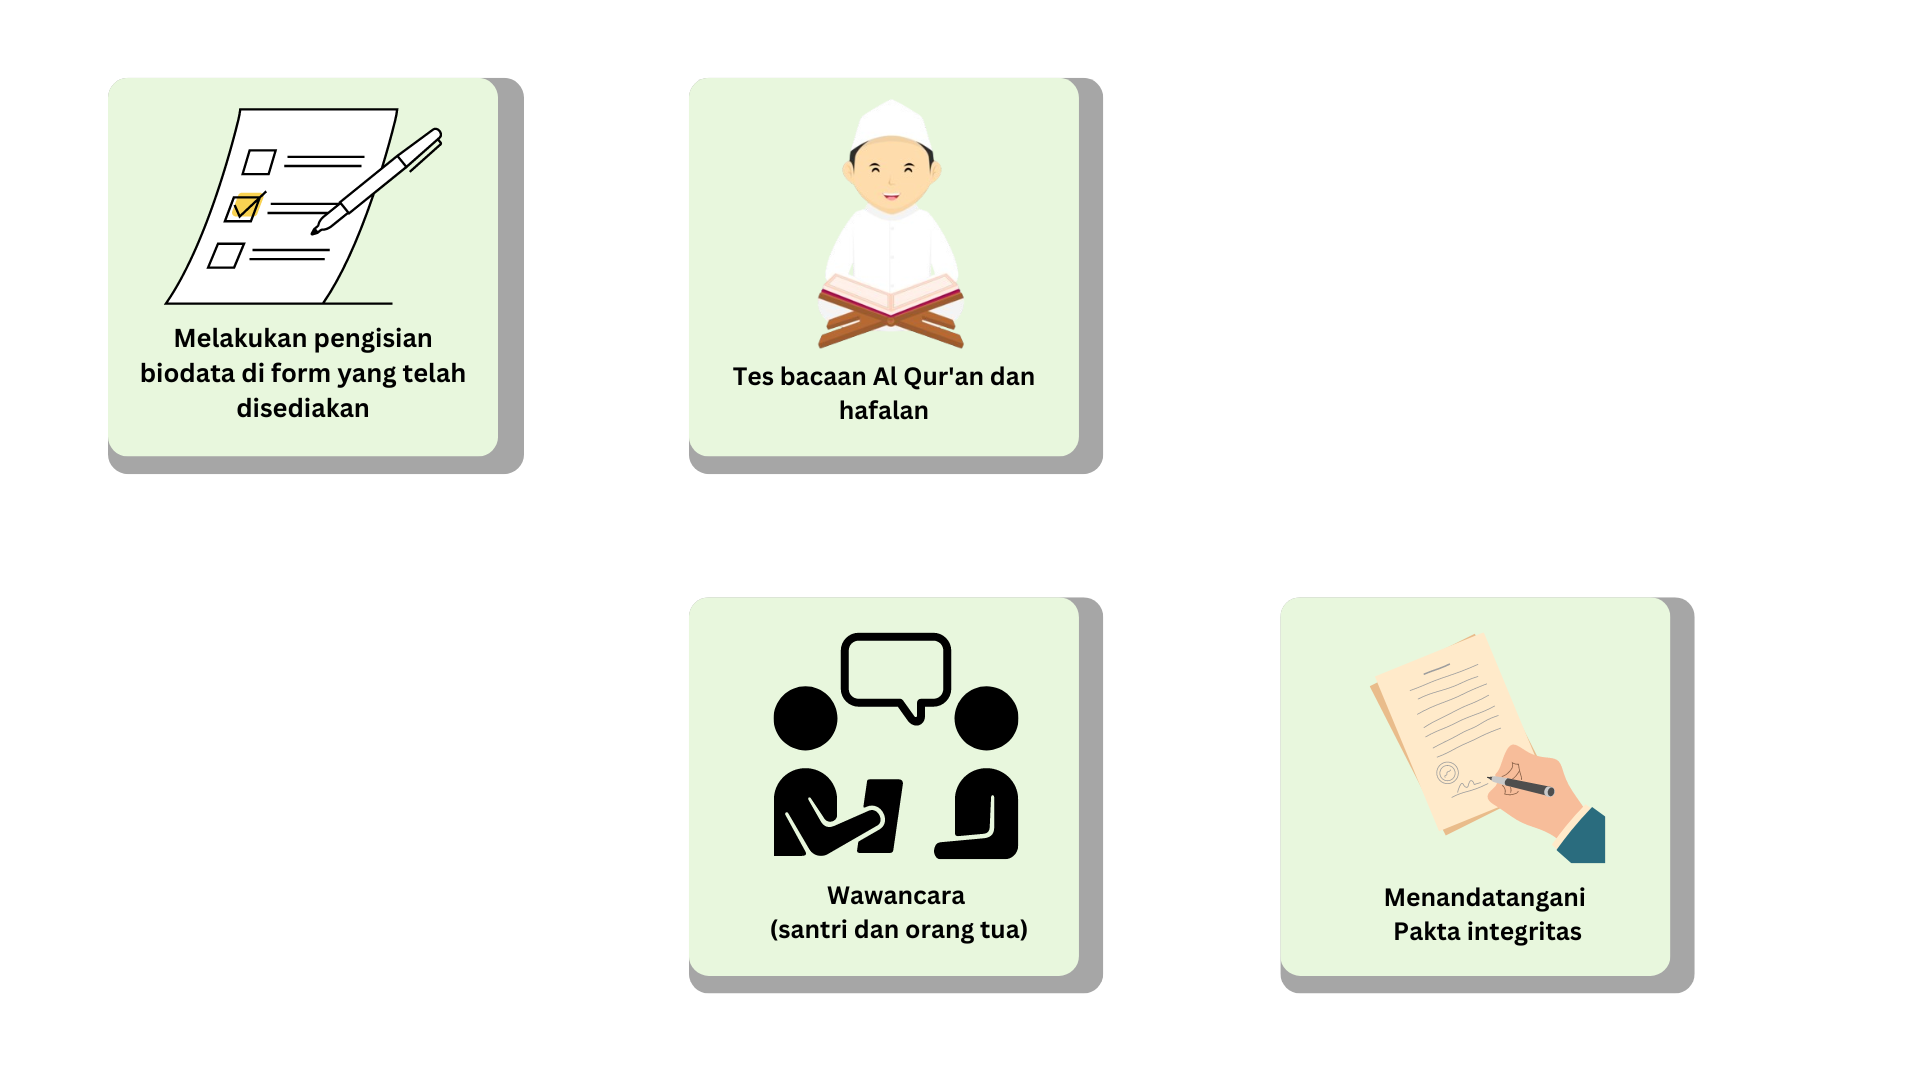 Melakukan pengisian
biodata di form yang telah
disediakan
Tes bacaan Al Qur'an dan
hafalan
Wawancara
(santri dan orang tua)
Menandatangani
Pakta integritas